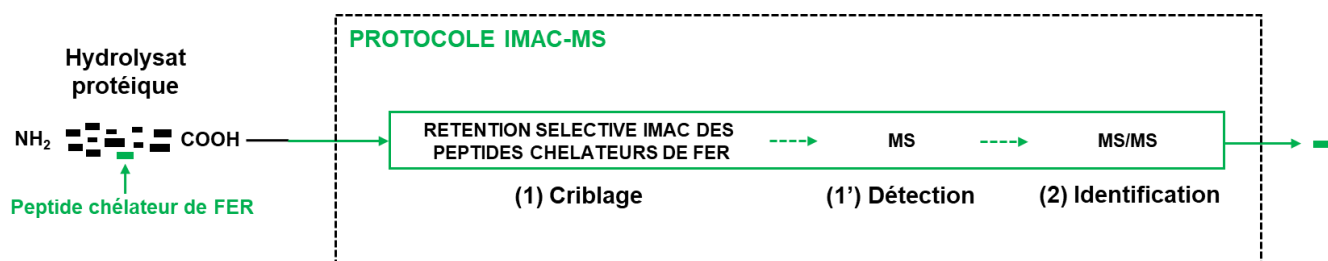 PROTOCOLE IMAC-MS
Hydrolysat
protéique
NH2
COOH
RETENTION SELECTIVE IMAC DES
PEPTIDES CHELATEURS DE FER
MS
MS/MS
Peptide chélateur de FER
(1) Criblage
(1') Détection
(2) Identification